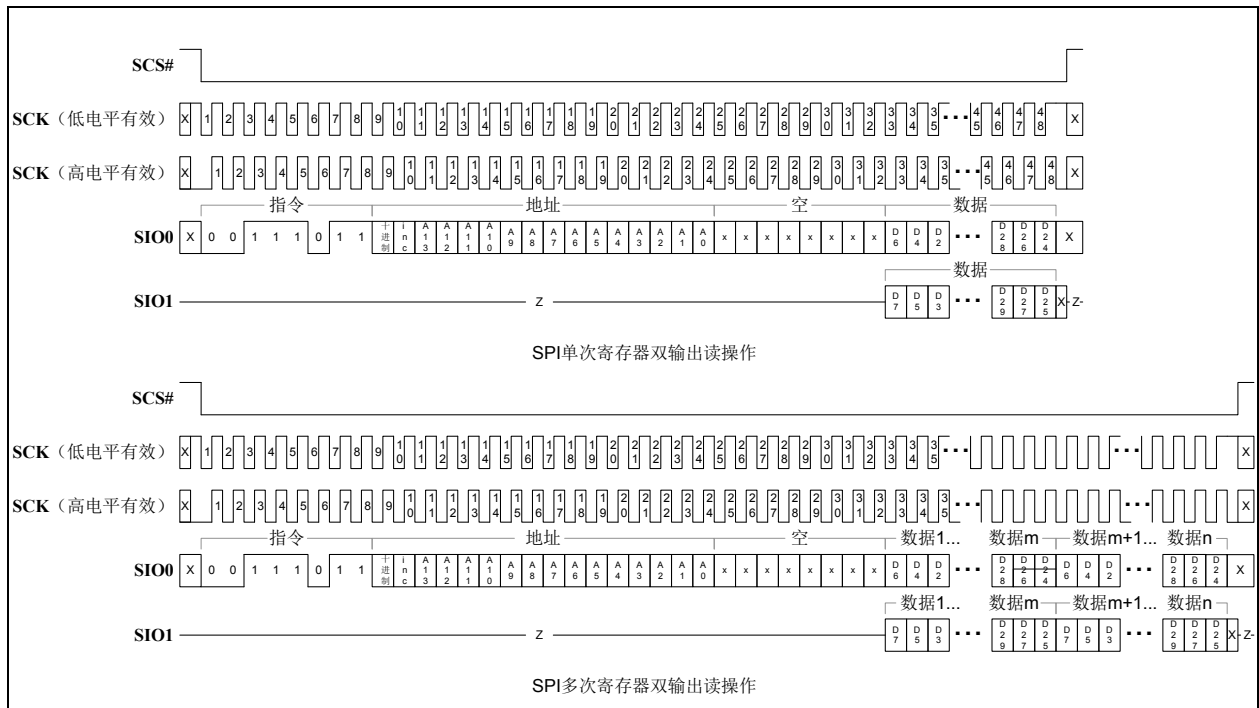 SCS#
SCK（低电平有效） X 1 2 3 4 5 6 7 8 9 10 11 12 13 14 15 16 17 18 19 20 21 22 23 24 25 26 27 28 29 30 31 32 33 34 35 ··· 45 46 47 48 X
SCK（高电平有效） X 1 2 3 4 5 6 7 8 9 10 11 12 13 14 15 16 17 18 19 20 21 22 23 24 25 26 27 28 29 30 31 32 33 34 35 ··· 45 46 47 48 X
指令 地址 空 数据
SIO0 X 0 0 1 1 1 0 1 1 十进制 inc A13 A12 A11 A10 A9 A8 A7 A6 A5 A4 A3 A2 A1 A0 x x x x x x x x D6 D4 D2 ··· D28 D26 D24 X
数据
SIO1 Z D7 D5 D3 ··· D29 D27 D25 X -Z-
SPI单次寄存器双输出读操作
SCS#
SCK（低电平有效） X 1 2 3 4 5 6 7 8 9 10 11 12 13 14 15 16 17 18 19 20 21 22 23 24 25 26 27 28 29 30 31 32 33 34 35 ··· ··· X
SCK（高电平有效） X 1 2 3 4 5 6 7 8 9 10 11 12 13 14 15 16 17 18 19 20 21 22 23 24 25 26 27 28 29 30 31 32 33 34 35 ··· ··· X
指令 地址 空 数据1... 数据m 数据m+1... 数据n
SIO0 X 0 0 1 1 1 0 1 1 十进制 inc A13 A12 A11 A10 A9 A8 A7 A6 A5 A4 A3 A2 A1 A0 x x x x x x x x D6 D4 D2 ··· D28 D26 D24 D6 D4 D2 ··· D28 D26 D24 X
数据1... 数据m 数据m+1... 数据n
SIO1 Z D7 D5 D3 ··· D29 D27 D25 D7 D5 D3 ··· D29 D27 D25 X -Z-
SPI多次寄存器双输出读操作